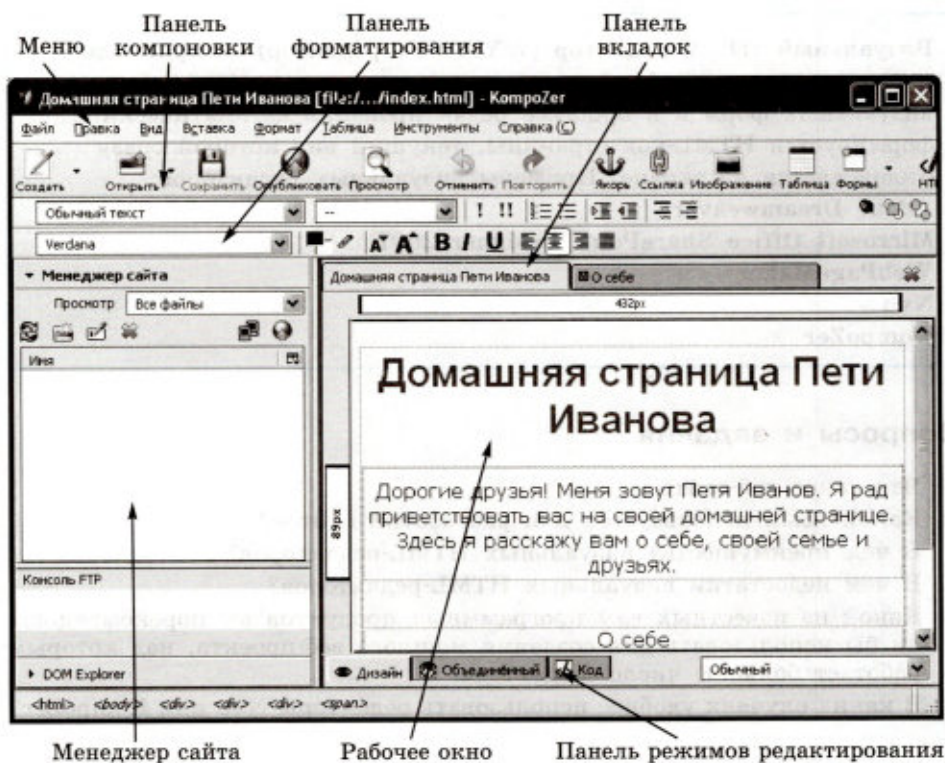 Меню
Панель компоновки
Панель форматирования
Панель вкладок
Домашняя страница Пети Иванова [file:/.../index.html] - KompoZer
Файл Правка Вид Вставка Формат Таблица Инструменты Справка (С)
Создать Открыть Сохранить Опубликовать Просмотр Отменить Повторить Якорь Ссылка Изображение Таблица Формы
Обычный текст -- ! !!
Verdana A A B I U
Менеджер сайта
Домашняя страница Пети Иванова О себе
Просмотр Все файлы
432px
Имя
Домашняя страница Пети
Иванова
Дорогие друзья! Меня зовут Петя Иванов. Я рад
приветствовать вас на своей домашней странице.
Здесь я расскажу вам о себе, своей семье и
друзьях.
89px
О себе
Консоль FTP
DOM Explorer
Дизайн Объединённый Код Обычный
<html> <body> <div> <div> <div> <span>
Менеджер сайта
Рабочее окно
Панель режимов редактирования